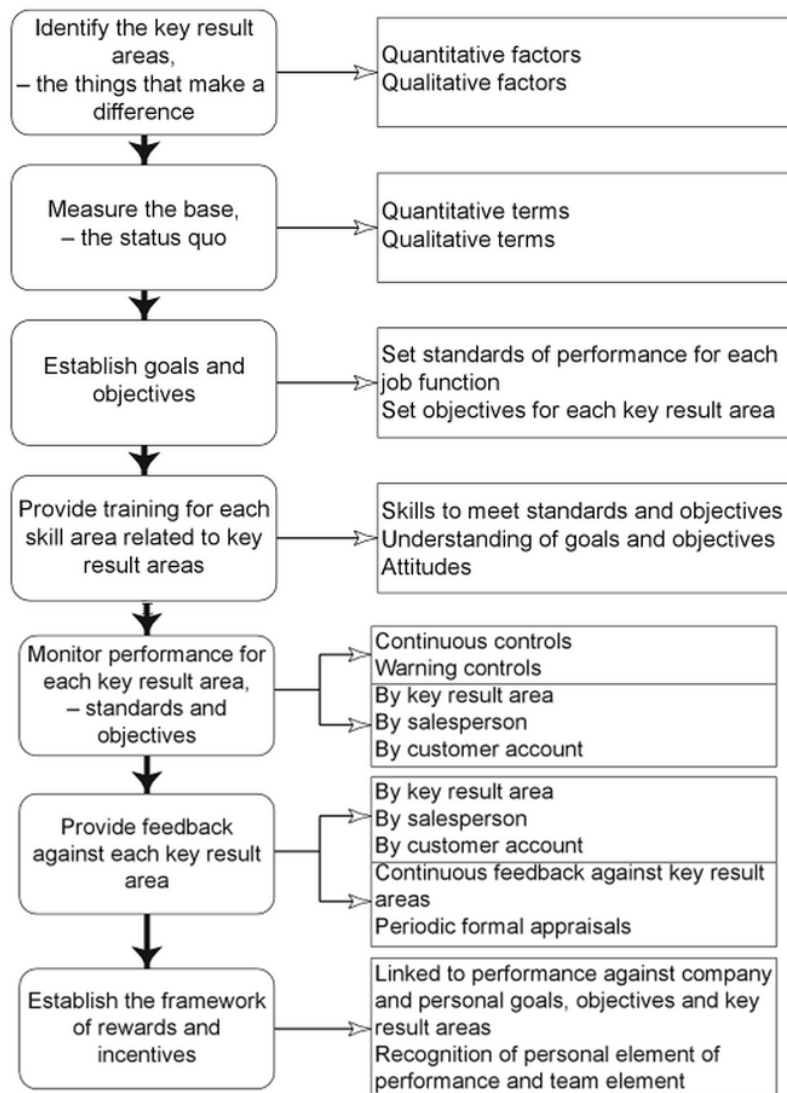 Identify the key result
areas,
– the things that make a
difference
Quantitative factors
Qualitative factors
Measure the base,
– the status quo
Quantitative terms
Qualitative terms
Establish goals and
objectives
Set standards of performance for each
job function
Set objectives for each key result area
Provide training for each
skill area related to key
result areas
Skills to meet standards and objectives
Understanding of goals and objectives
Attitudes
Monitor performance for
each key result area,
– standards and
objectives
Continuous controls
Warning controls
By key result area
By salesperson
By customer account
Provide feedback
against each key result
area
By key result area
By salesperson
By customer account
Continuous feedback against key result
areas
Periodic formal appraisals
Establish the framework
of rewards and
incentives
Linked to performance against company
and personal goals, objectives and key
result areas
Recognition of personal element of
performance and team element